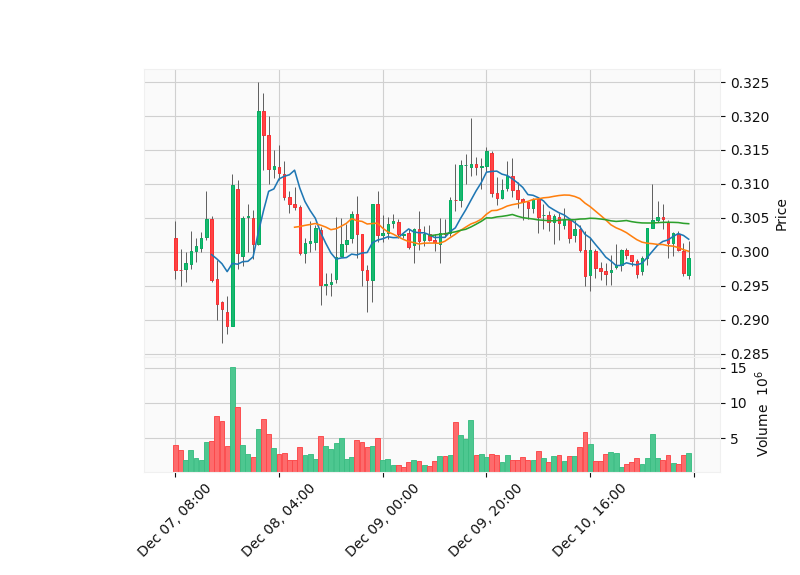 0.325
0.320
0.315
0.310
0.305
0.300
0.295
0.290
0.285
Price
15
10
5
Volume 10⁶
Dec 07, 08:00
Dec 08, 04:00
Dec 09, 00:00
Dec 09, 20:00
Dec 10, 16:00